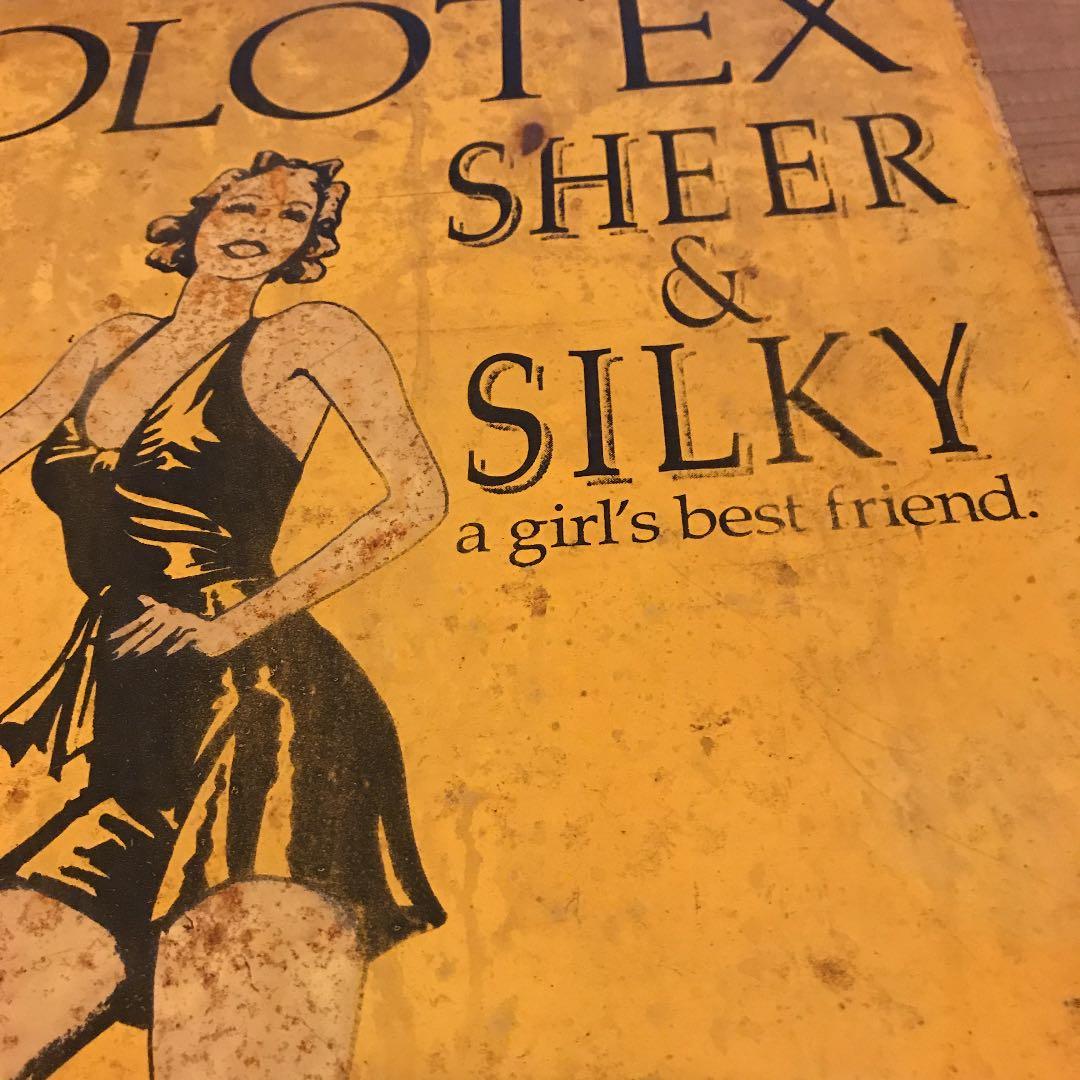 OLOTEX
SHEER
&
SILKY
a girl's best friend.